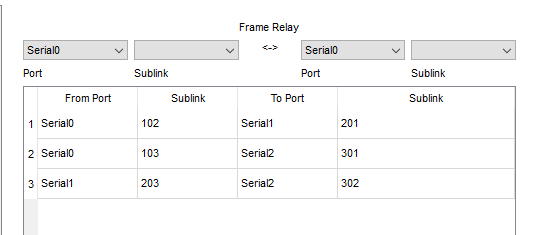 Frame Relay
Serial0 <-> Serial0
Port Sublink Port Sublink
From Port Sublink To Port Sublink
1 Serial0 102 Serial1 201
2 Serial0 103 Serial2 301
3 Serial1 203 Serial2 302